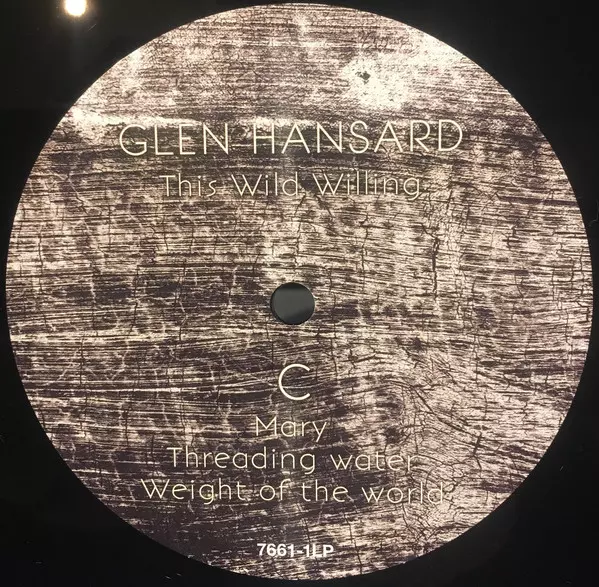 GLEN HANSARD
This Wild Willing
C
Mary
Threading water
Weight of the world
7661-1LP